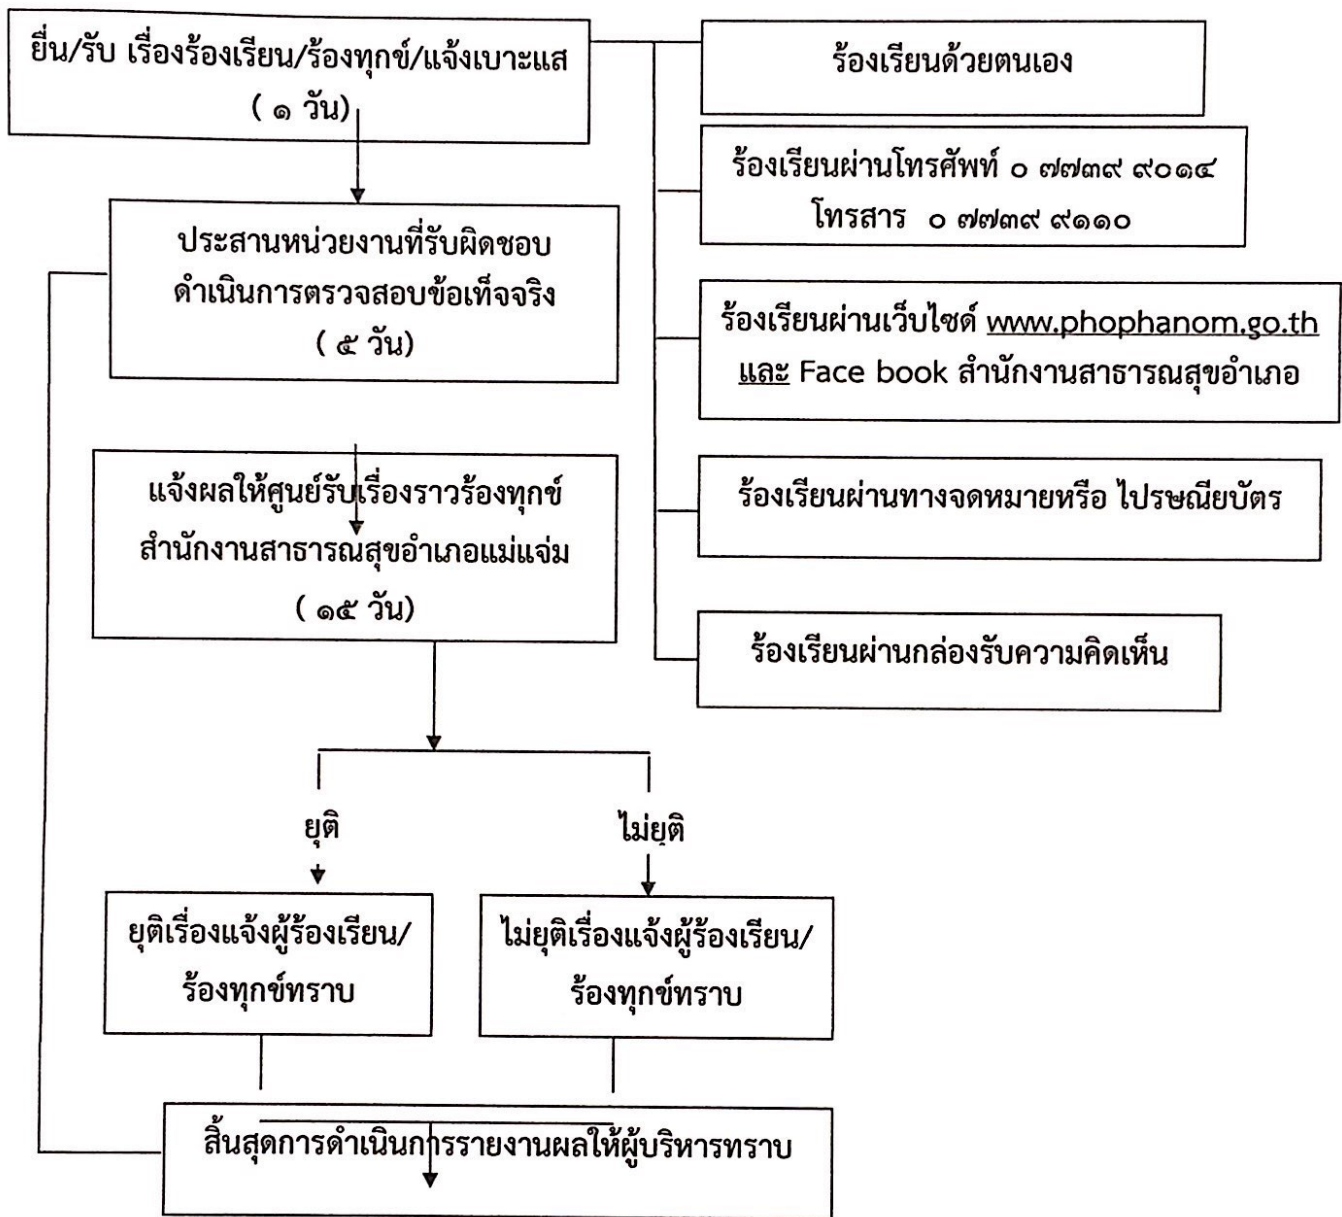 ยื่น/รับ เรื่องร้องเรียน/ร้องทุกข์/แจ้งเบาะแส
( ๑ วัน)
ร้องเรียนด้วยตนเอง
ร้องเรียนผ่านโทรศัพท์ ๐ ๗๗๓๙ ๙๐๑๔
โทรสาร ๐ ๗๗๓๙ ๙๑๑๐
ประสานหน่วยงานที่รับผิดชอบ
ดำเนินการตรวจสอบข้อเท็จจริง
( ๕ วัน)
ร้องเรียนผ่านเว็บไซด์ www.phophanom.go.th
และ Face book สำนักงานสาธารณสุขอำเภอ
แจ้งผลให้ศูนย์รับเรื่องราวร้องทุกข์
สำนักงานสาธารณสุขอำเภอแม่แจ่ม
( ๑๕ วัน)
ร้องเรียนผ่านทางจดหมายหรือ ไปรษณียบัตร
ร้องเรียนผ่านกล่องรับความคิดเห็น
ยุติ
ไม่ยุติ
ยุติเรื่องแจ้งผู้ร้องเรียน/
ร้องทุกข์ทราบ
ไม่ยุติเรื่องแจ้งผู้ร้องเรียน/
ร้องทุกข์ทราบ
สิ้นสุดการดำเนินการรายงานผลให้ผู้บริหารทราบ